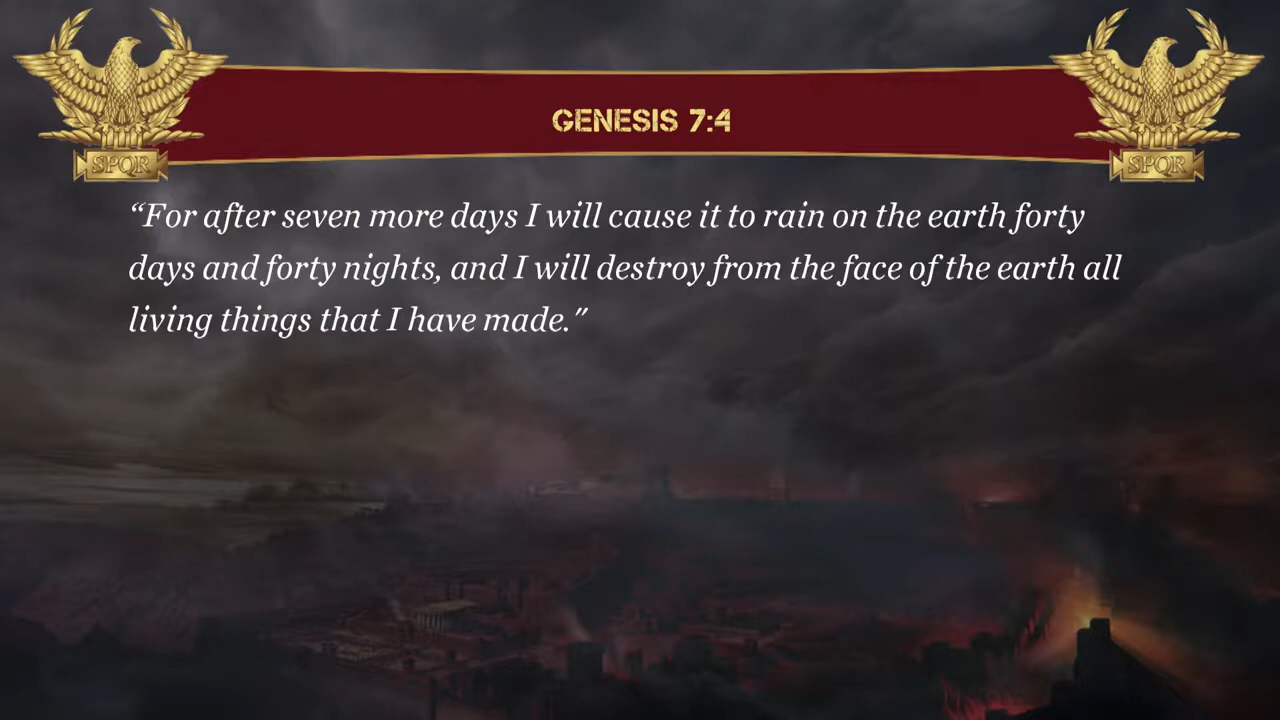 GENESIS 7:4
SPQR
SPQR
“For after seven more days I will cause it to rain on the earth forty
days and forty nights, and I will destroy from the face of the earth all
living things that I have made."